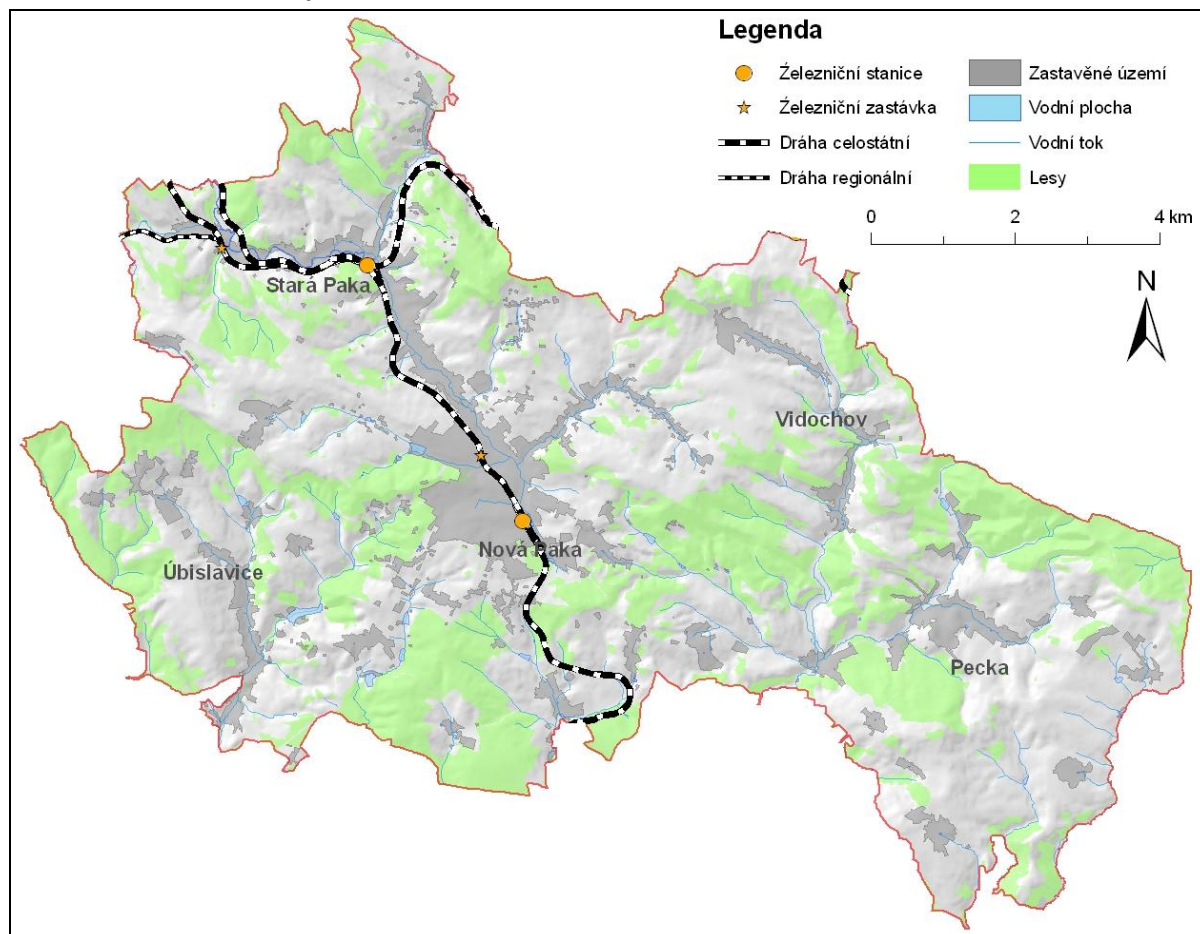 Legenda
Železniční stanice
Železniční zastávka
Dráha celostátní
Dráha regionální
Zastavěné území
Vodní plocha
Vodní tok
Lesy
0 2 4 km
N
Stará Paka
Vidochov
Nová Paka
Úbislavice
Pecka